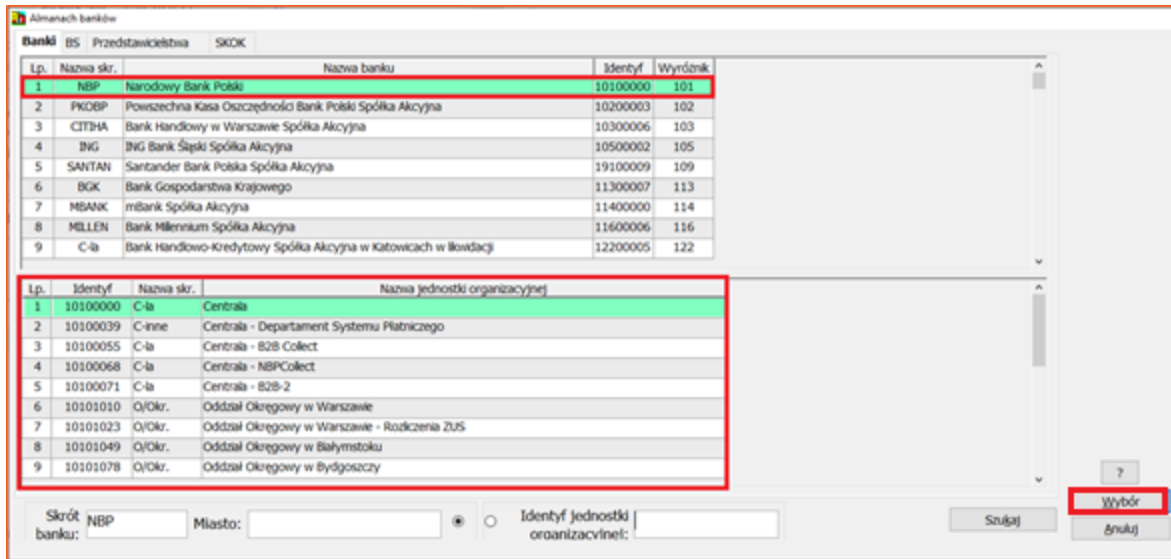 Almanach banków
Banki BS Przedstawicielstwa SKOK
Lp. Nazwa skr. Nazwa banku Identyf Wyróżnik
1 NBP Narodowy Bank Polski 10100000 101
2 PKOBP Powszechna Kasa Oszczędności Bank Polski Spółka Akcyjna 10200003 102
3 CITIHA Bank Handlowy w Warszawie Spółka Akcyjna 10300006 103
4 ING ING Bank Śląski Spółka Akcyjna 10500002 105
5 SANTAN Santander Bank Polska Spółka Akcyjna 19100009 109
6 BGK Bank Gospodarstwa Krajowego 11300007 113
7 MBANK mBank Spółka Akcyjna 11400000 114
8 MILLEN Bank Millennium Spółka Akcyjna 11600006 116
9 C-la Bank Handlowo-Kredytowy Spółka Akcyjna w Katowicach w likwidacji 12200005 122
Lp. Identyf Nazwa skr. Nazwa jednostki organizacyjnej
1 10100000 C-la Centrala
2 10100039 C-inne Centrala - Departament Systemu Płatniczego
3 10100055 C-la Centrala - B2B Collect
4 10100068 C-la Centrala - NBPCollect
5 10100071 C-la Centrala - B2B-2
6 10101010 O/Okr. Oddział Okręgowy w Warszawie
7 10101023 O/Okr. Oddział Okręgowy w Warszawie - Rozliczenia ZUS
8 10101049 O/Okr. Oddział Okręgowy w Białymstoku
9 10101078 O/Okr. Oddział Okręgowy w Bydgoszczy
?
Wybór
Skrót banku: NBP Miasto: Identyf jednostki organizacyjnej: Szukaj
Anuluj